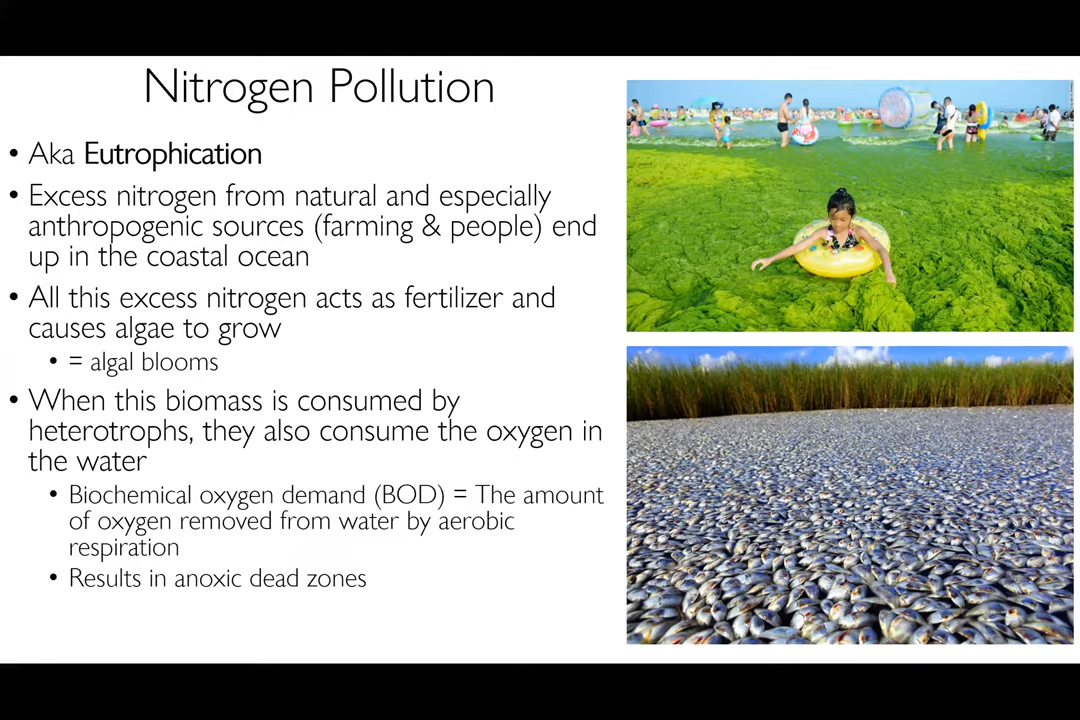 Nitrogen Pollution
• Aka Eutrophication
• Excess nitrogen from natural and especially
anthropogenic sources (farming & people) end
up in the coastal ocean
• All this excess nitrogen acts as fertilizer and
causes algae to grow
• = algal blooms
• When this biomass is consumed by
heterotrophs, they also consume the oxygen in
the water
• Biochemical oxygen demand (BOD) = The amount
of oxygen removed from water by aerobic
respiration
• Results in anoxic dead zones